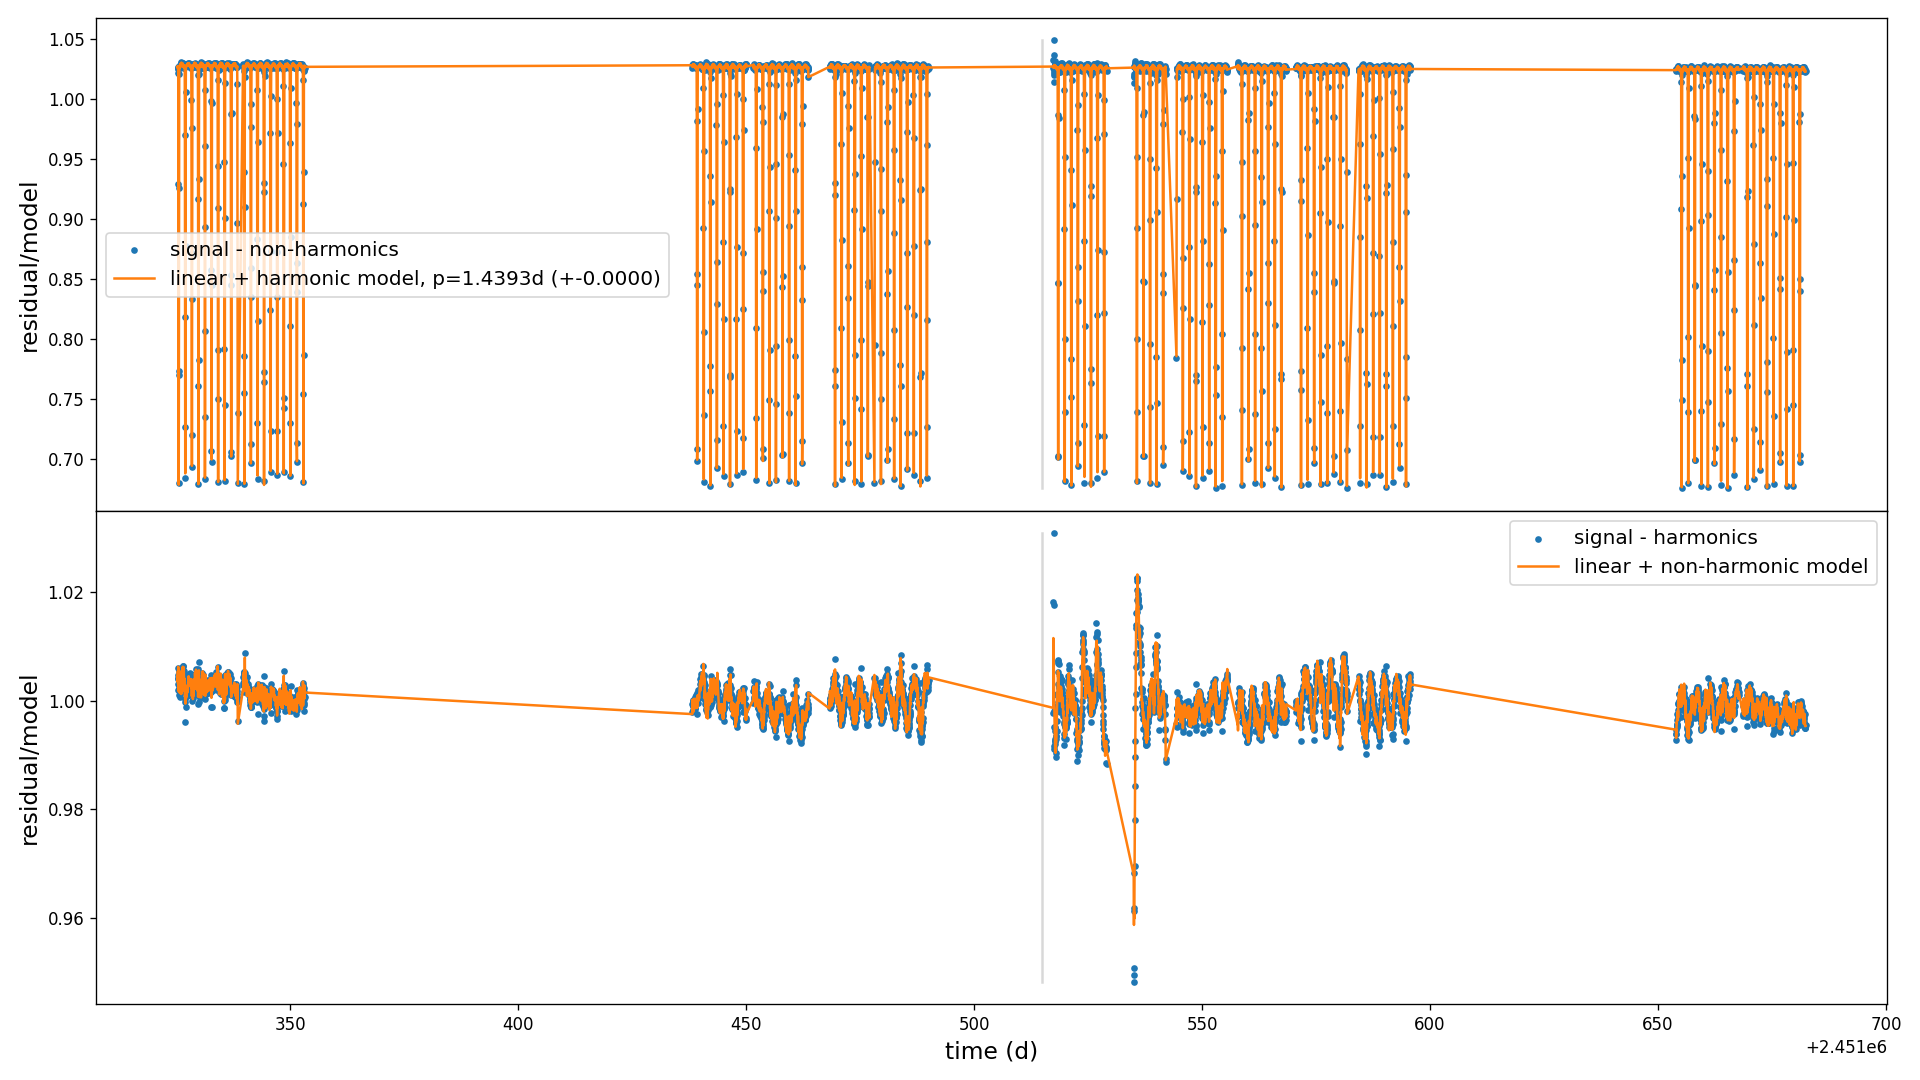 1.05
1.00
0.95
0.90
0.85
0.80
0.75
0.70
residual/model
signal - non-harmonics
linear + harmonic model, p=1.4393d (+-0.0000)
signal - harmonics
linear + non-harmonic model
1.02
1.00
0.98
0.96
residual/model
350 400 450 500 550 600 650 700
+2.451e6
time (d)